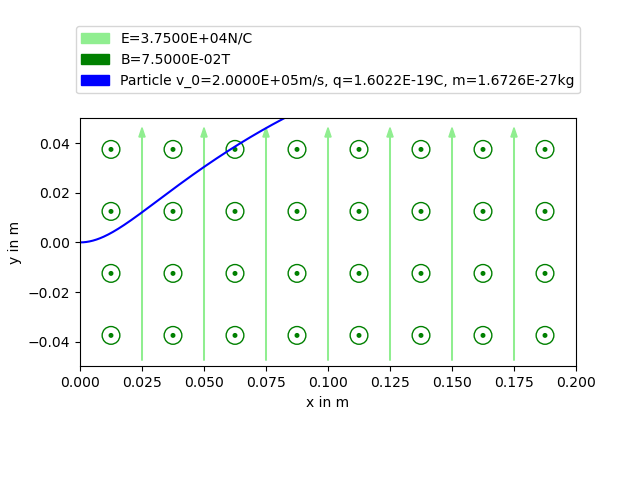 E=3.7500E+04N/C
B=7.5000E-02T
Particle v_0=2.0000E+05m/s, q=1.6022E-19C, m=1.6726E-27kg
0.04
0.02
0.00
−0.02
−0.04
y in m
0.000 0.025 0.050 0.075 0.100 0.125 0.150 0.175 0.200
x in m